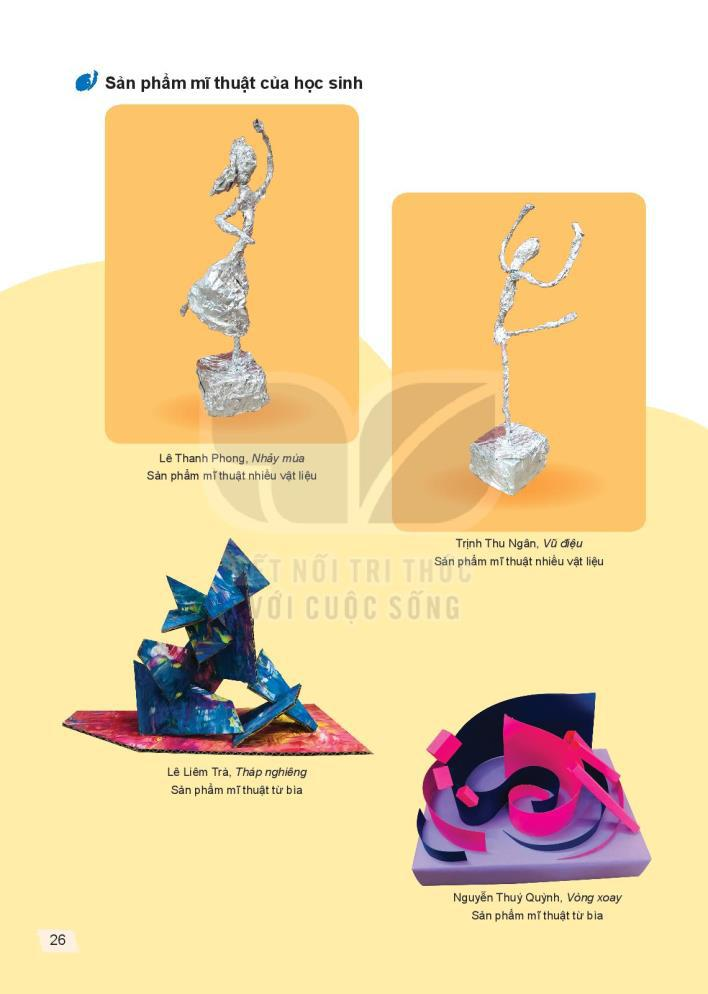 Sản phẩm mĩ thuật của học sinh
Lê Thanh Phong, Nhảy múa
Sản phẩm mĩ thuật nhiều vật liệu
Trịnh Thu Ngân, Vũ điệu
Sản phẩm mĩ thuật nhiều vật liệu
KẾT NỐI TRI THỨC
VỚI CUỘC SỐNG
Lê Liêm Trà, Tháp nghiêng
Sản phẩm mĩ thuật từ bìa
Nguyễn Thuý Quỳnh, Vòng xoay
Sản phẩm mĩ thuật từ bìa
26